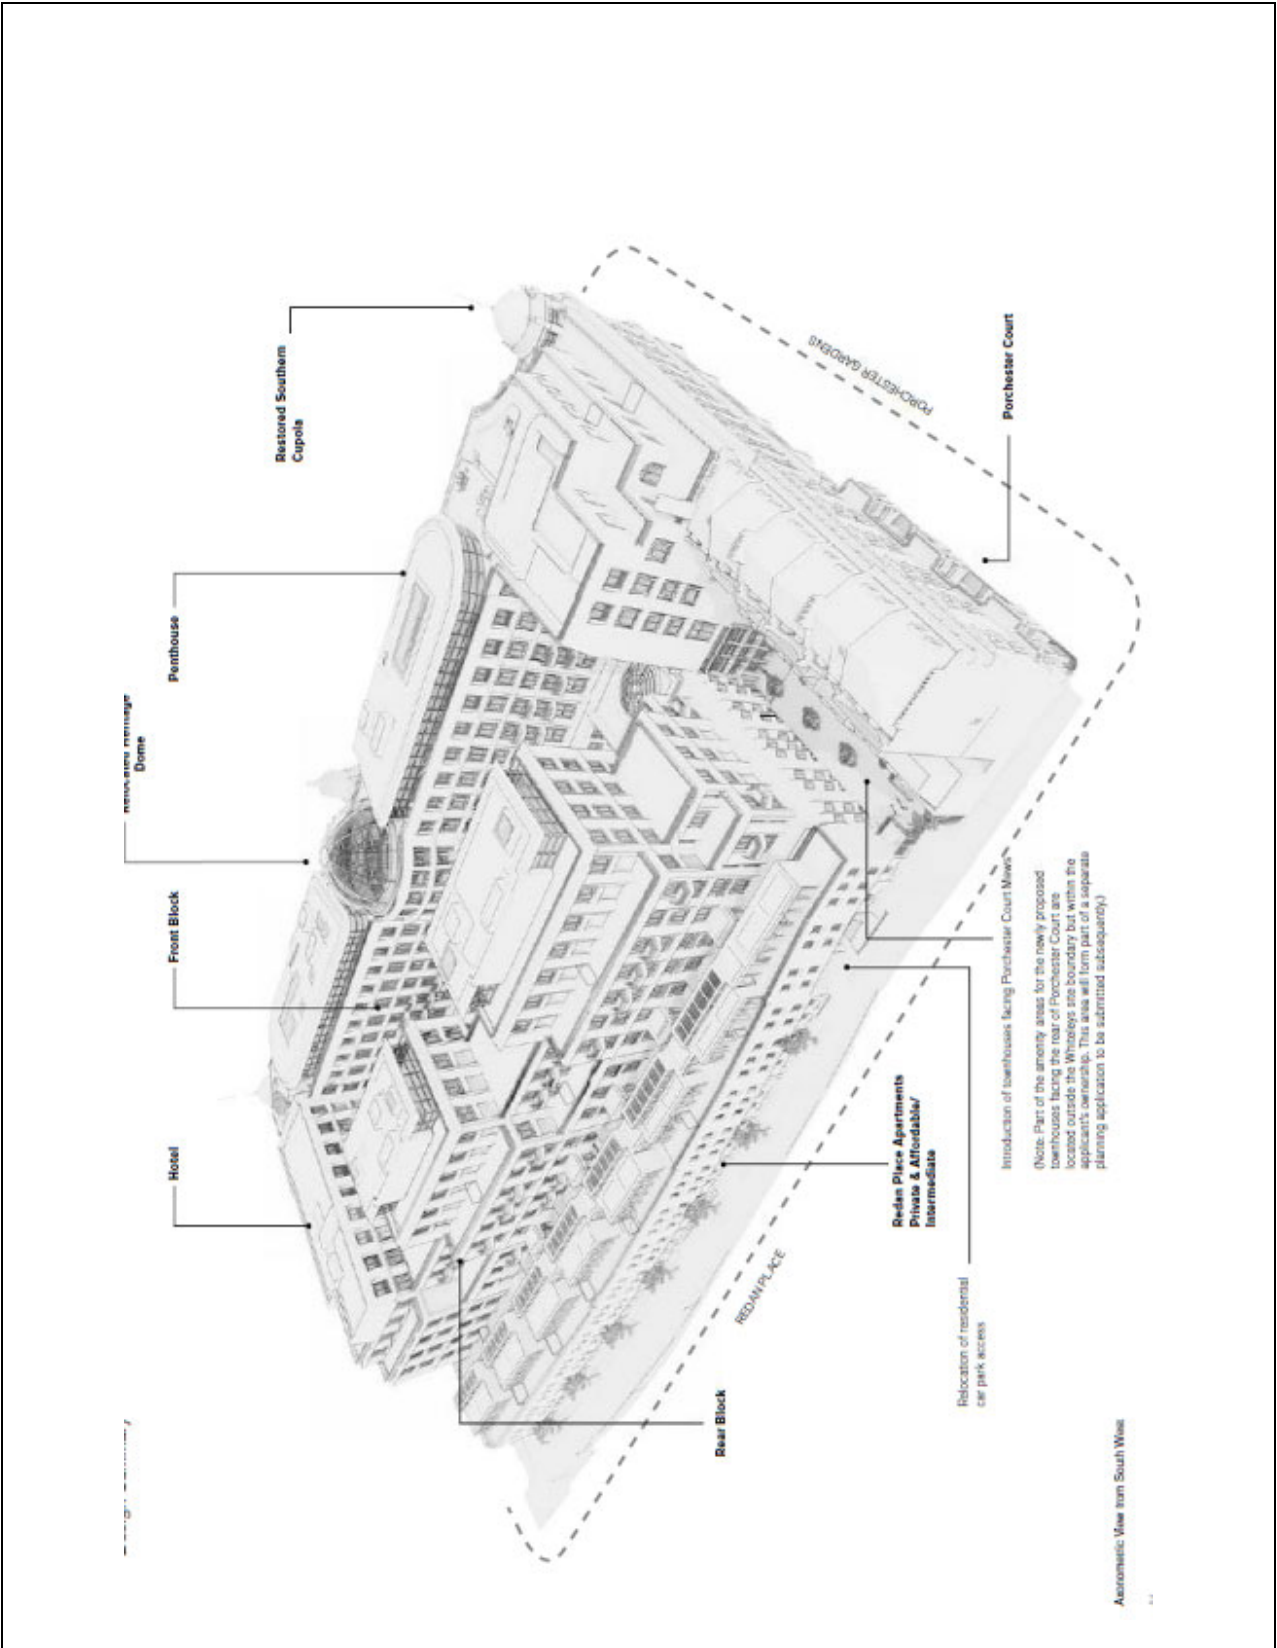 Hotel
Front Block
Relocated Heritage
Dome
Penthouse
Restored Southern
Cupola
PORCHESTER GARDENS
Porchester Court
REDAN PLACE
Rear Block
Redan Place Apartments
Private & Affordable/
Intermediate
Relocation of residential
car park access
Introduction of townhouses facing Porchester Court Mews
(Note: Part of the amenity areas for the newly proposed
townhouses facing the rear of Porchester Court are
located outside the Whiteleys site boundary but within the
applicant's ownership. This area will form part of a separate
planning application to be submitted subsequently.)
Axonometric View from South West